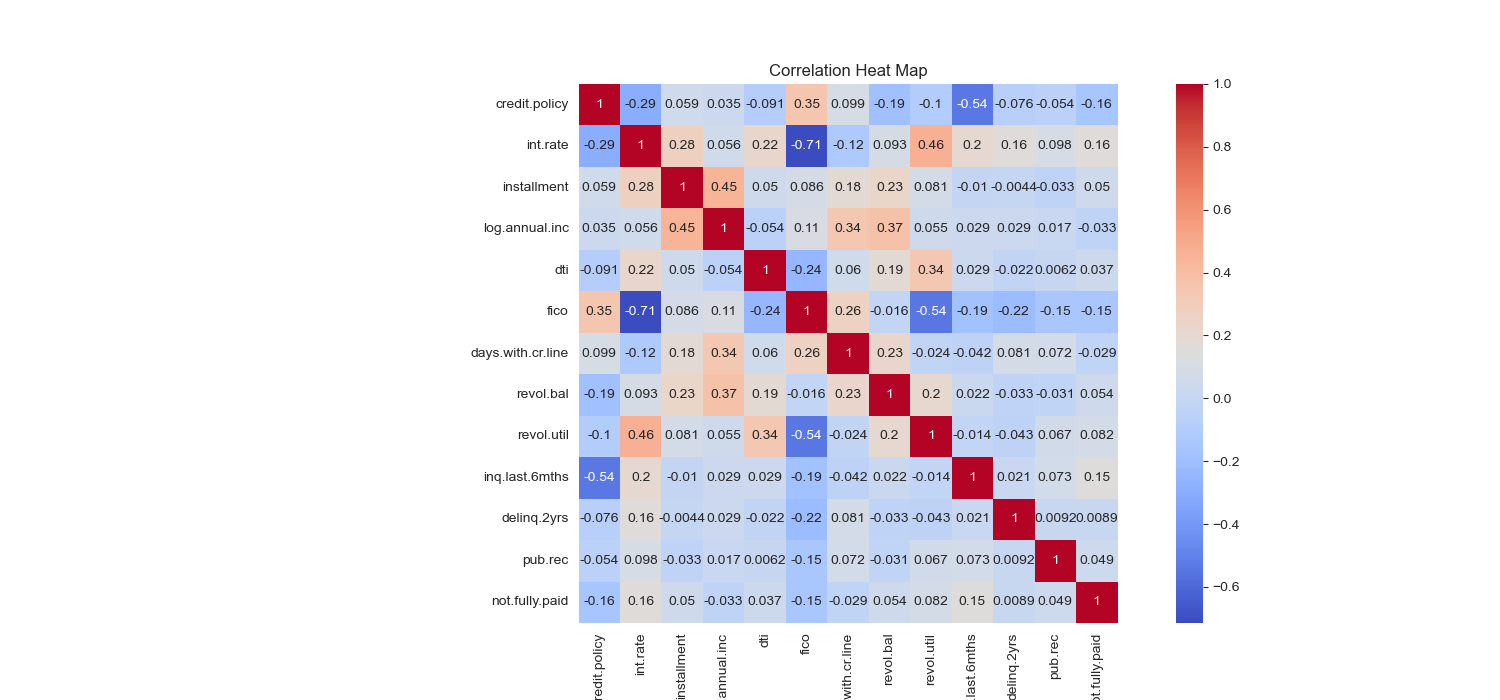 Correlation Heat Map
credit.policy 1 -0.29 0.059 0.035 -0.091 0.35 0.099 -0.19 -0.1 -0.54 -0.076 -0.054 -0.16
int.rate -0.29 1 0.28 0.056 0.22 -0.71 -0.12 0.093 0.46 0.2 0.16 0.098 0.16
installment 0.059 0.28 1 0.45 0.05 0.086 0.18 0.23 0.081 -0.01 -0.0044 -0.033 0.05
log.annual.inc 0.035 0.056 0.45 1 -0.054 0.11 0.34 0.37 0.055 0.029 0.029 0.017 -0.033
dti -0.091 0.22 0.05 -0.054 1 -0.24 0.06 0.19 0.34 0.029 -0.022 0.0062 0.037
fico 0.35 -0.71 0.086 0.11 -0.24 1 0.26 -0.016 -0.54 -0.19 -0.22 -0.15 -0.15
days.with.cr.line 0.099 -0.12 0.18 0.34 0.06 0.26 1 0.23 -0.024 -0.042 0.081 0.072 -0.029
revol.bal -0.19 0.093 0.23 0.37 0.19 -0.016 0.23 1 0.2 0.022 -0.033 -0.031 0.054
revol.util -0.1 0.46 0.081 0.055 0.34 -0.54 -0.024 0.2 1 -0.014 -0.043 0.067 0.082
inq.last.6mths -0.54 0.2 -0.01 0.029 0.029 -0.19 -0.042 0.022 -0.014 1 0.021 0.073 0.15
delinq.2yrs -0.076 0.16 -0.0044 0.029 -0.022 -0.22 0.081 -0.033 -0.043 0.021 1 0.0092 0.0089
pub.rec -0.054 0.098 -0.033 0.017 0.0062 -0.15 0.072 -0.031 0.067 0.073 0.0092 1 0.049
not.fully.paid -0.16 0.16 0.05 -0.033 0.037 -0.15 -0.029 0.054 0.082 0.15 0.0089 0.049 1
redit.policy
int.rate
installment
annual.inc
dti
fico
with.cr.line
revol.bal
revol.util
.last.6mths
delinq.2yrs
pub.rec
ot.fully.paid
1.0
0.8
0.6
0.4
0.2
0.0
−0.2
−0.4
−0.6